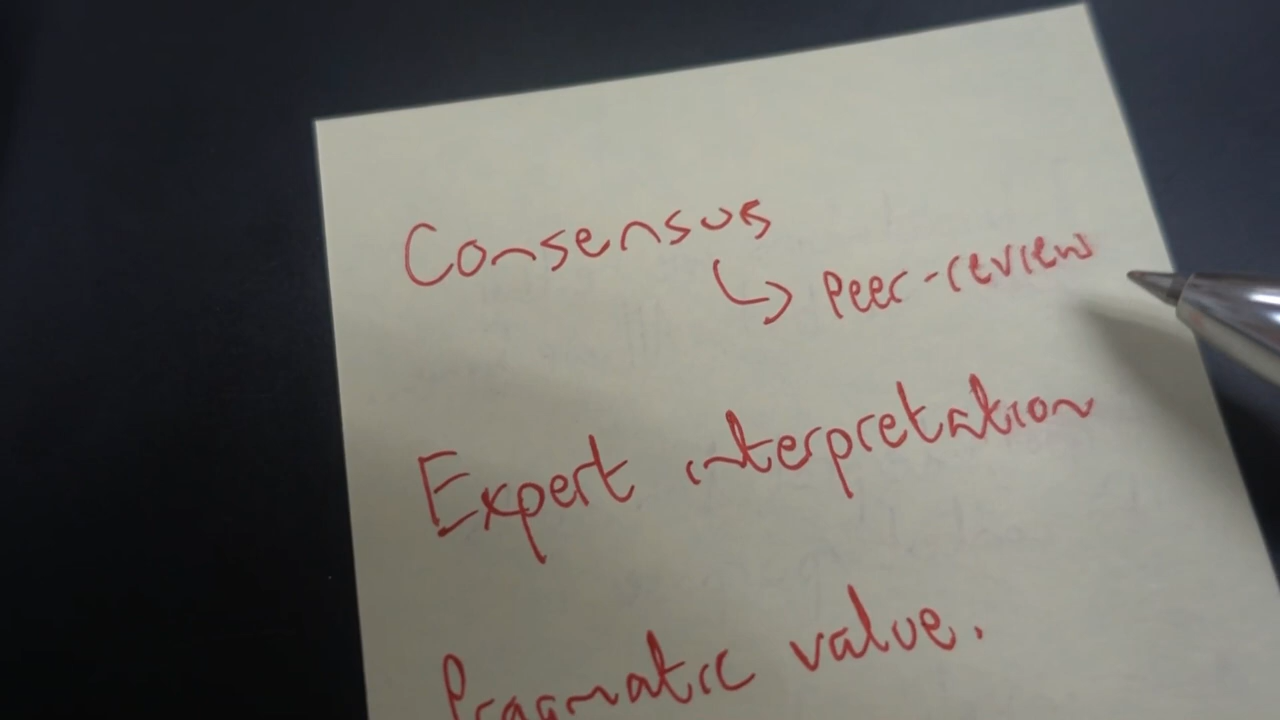 Consensus
↳ peer-review
Expert interpretation
Pragmatic value.